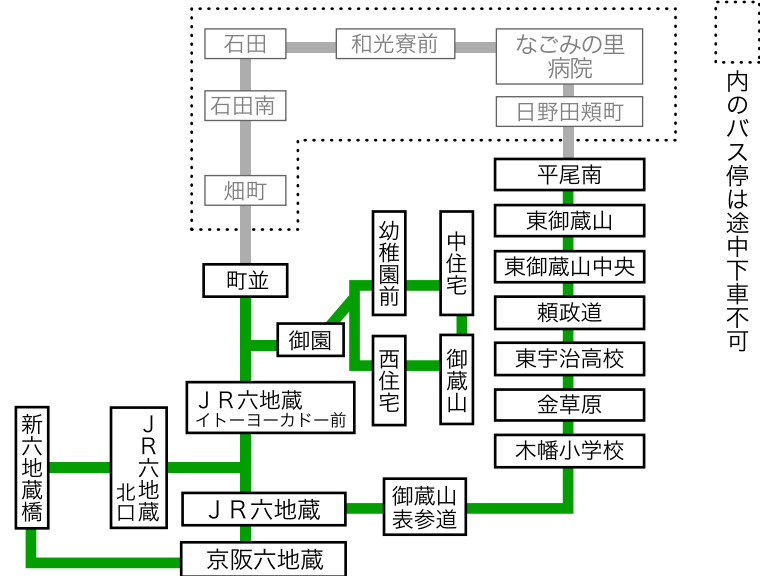 石田
和光寮前
なごみの里
病院
石田南
日野田頬町
畑町
内のバス停は途中下車不可
平尾南
東御蔵山
東御蔵山中央
頼政道
東宇治高校
金草原
木幡小学校
町並
御園
幼稚園前
中住宅
西住宅
御蔵山
ＪＲ六地蔵
イトーヨーカドー前
新六地蔵橋
ＪＲ六地蔵
北口
ＪＲ六地蔵
御蔵山
表参道
京阪六地蔵